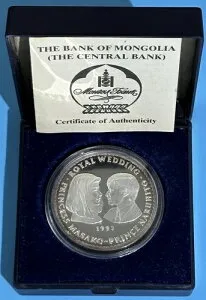 THE BANK OF MONGOLIA
(THE CENTRAL BANK)
Certificate of Authenticity
ROYAL WEDDING
PRINCESS MASAKO - PRINCE NARUHITO
1993